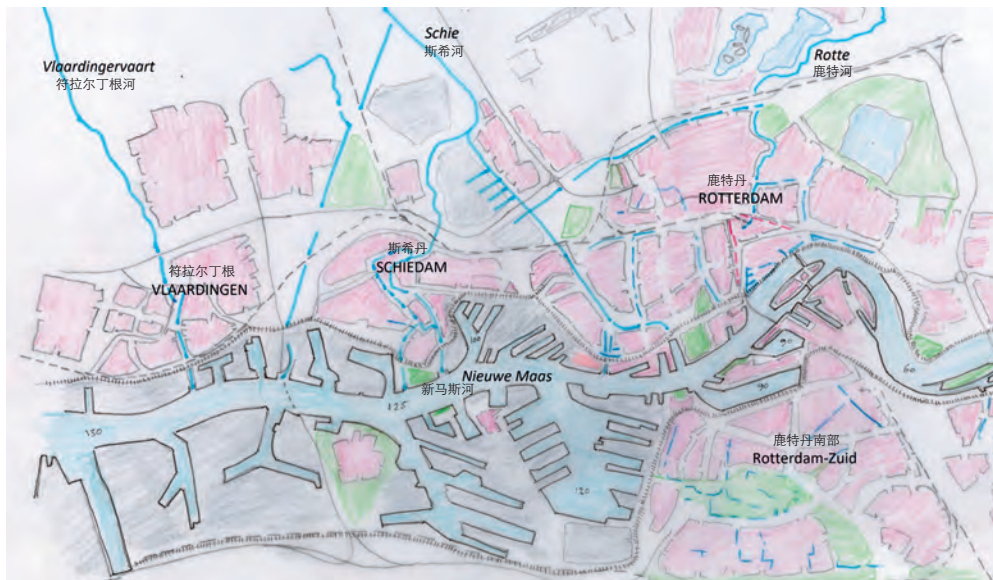 Schie
斯希河
Vlaardingervaart
符拉尔丁根河
Rotte
鹿特河
鹿特丹
ROTTERDAM
斯希丹
SCHIEDAM
符拉尔丁根
VLAARDINGEN
Nieuwe Maas
新马斯河
100
90
60
90
125
150
120
鹿特丹南部
Rotterdam-Zuid